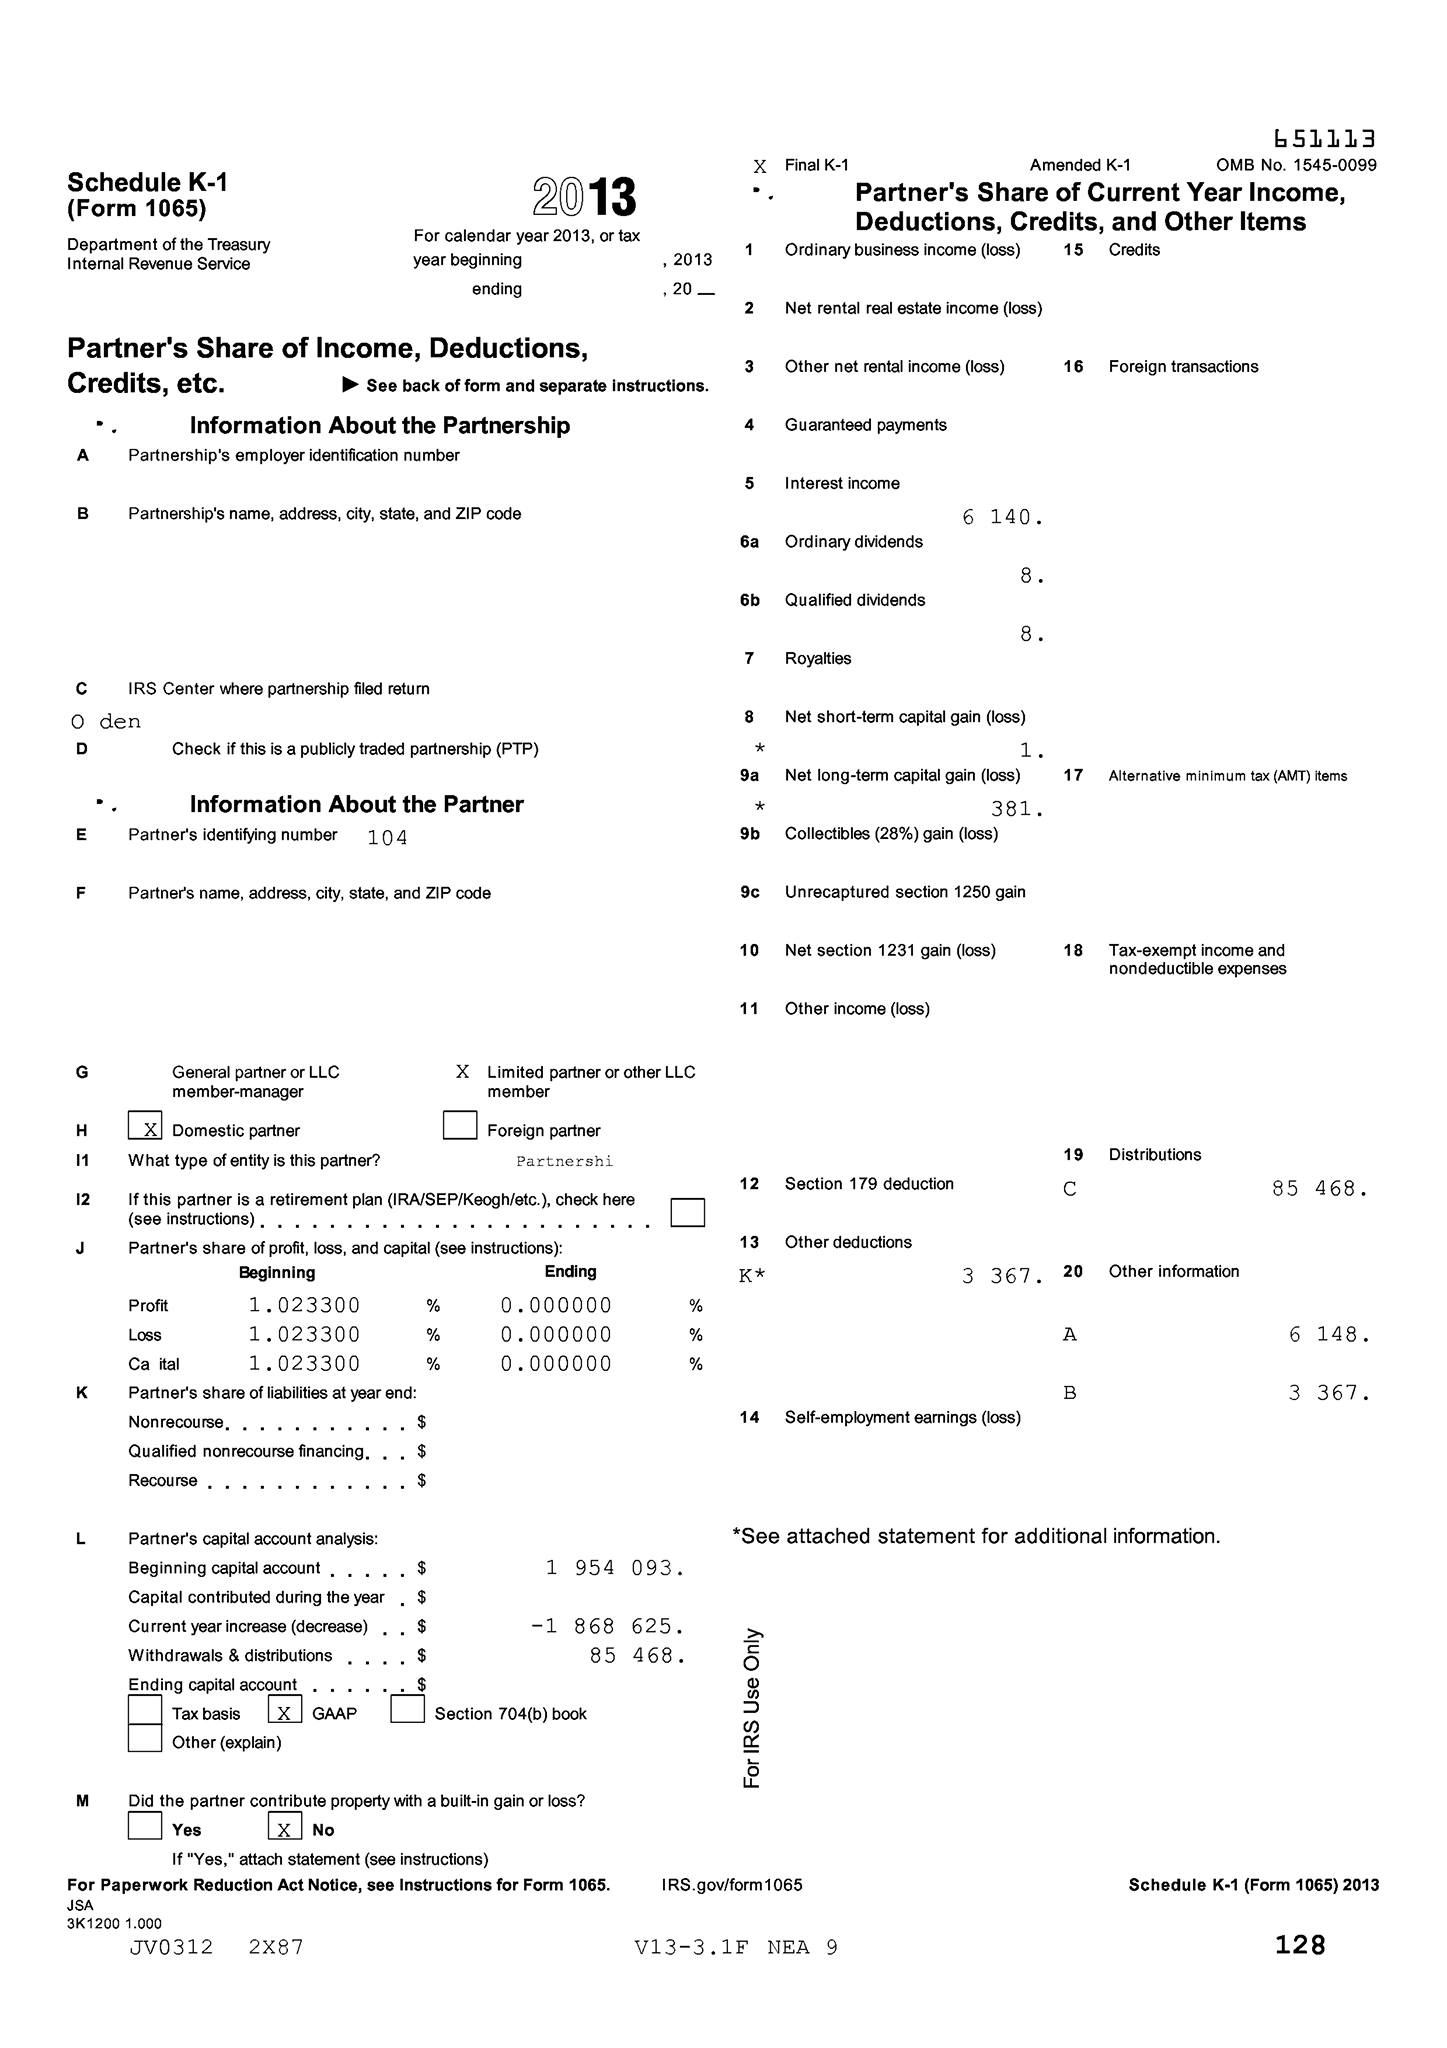 651113
X Final K-1 Amended K-1 OMB No. 1545-0099
Schedule K-1
(Form 1065)
Department of the Treasury
Internal Revenue Service
2013
For calendar year 2013, or tax
year beginning , 2013
ending , 20
Partner's Share of Income, Deductions,
Credits, etc. ► See back of form and separate instructions.
Information About the Partnership
A Partnership's employer identification number
B Partnership's name, address, city, state, and ZIP code
C IRS Center where partnership filed return
O den
D Check if this is a publicly traded partnership (PTP)
Information About the Partner
E Partner's identifying number 104
F Partner's name, address, city, state, and ZIP code
G General partner or LLC member-manager
X Limited partner or other LLC member
H X Domestic partner Foreign partner
I1 What type of entity is this partner? Partnershi
I2 If this partner is a retirement plan (IRA/SEP/Keogh/etc.), check here
(see instructions) . . . . . . . . . . . . . . . . . . . . . . .
J Partner's share of profit, loss, and capital (see instructions):
Beginning Ending
Profit 1.023300 % 0.000000 %
Loss 1.023300 % 0.000000 %
Ca ital 1.023300 % 0.000000 %
K Partner's share of liabilities at year end:
Nonrecourse . . . . . . . . . . . $
Qualified nonrecourse financing . . . $
Recourse . . . . . . . . . . . . $
L Partner's capital account analysis:
Beginning capital account . . . . . $ 1 954 093.
Capital contributed during the year . $
Current year increase (decrease) . . $ -1 868 625.
Withdrawals & distributions . . . . $ 85 468.
Ending capital account . . . . . . $
Tax basis X GAAP Section 704(b) book
Other (explain)
M Did the partner contribute property with a built-in gain or loss?
Yes X No
If "Yes," attach statement (see instructions)
Partner's Share of Current Year Income,
Deductions, Credits, and Other Items
1 Ordinary business income (loss)
2 Net rental real estate income (loss)
3 Other net rental income (loss)
4 Guaranteed payments
5 Interest income
6 140.
6a Ordinary dividends
8.
6b Qualified dividends
8.
7 Royalties
8 Net short-term capital gain (loss)
* 1.
9a Net long-term capital gain (loss)
* 381.
9b Collectibles (28%) gain (loss)
9c Unrecaptured section 1250 gain
10 Net section 1231 gain (loss)
11 Other income (loss)
12 Section 179 deduction
13 Other deductions
K* 3 367.
14 Self-employment earnings (loss)
15 Credits
16 Foreign transactions
17 Alternative minimum tax (AMT) items
18 Tax-exempt income and
nondeductible expenses
19 Distributions
C 85 468.
20 Other information
A 6 148.
B 3 367.
*See attached statement for additional information.
For IRS Use Only
For Paperwork Reduction Act Notice, see Instructions for Form 1065. IRS.gov/form1065 Schedule K-1 (Form 1065) 2013
JSA
3K1200 1.000
JV0312 2X87 V13-3.1F NEA 9 128